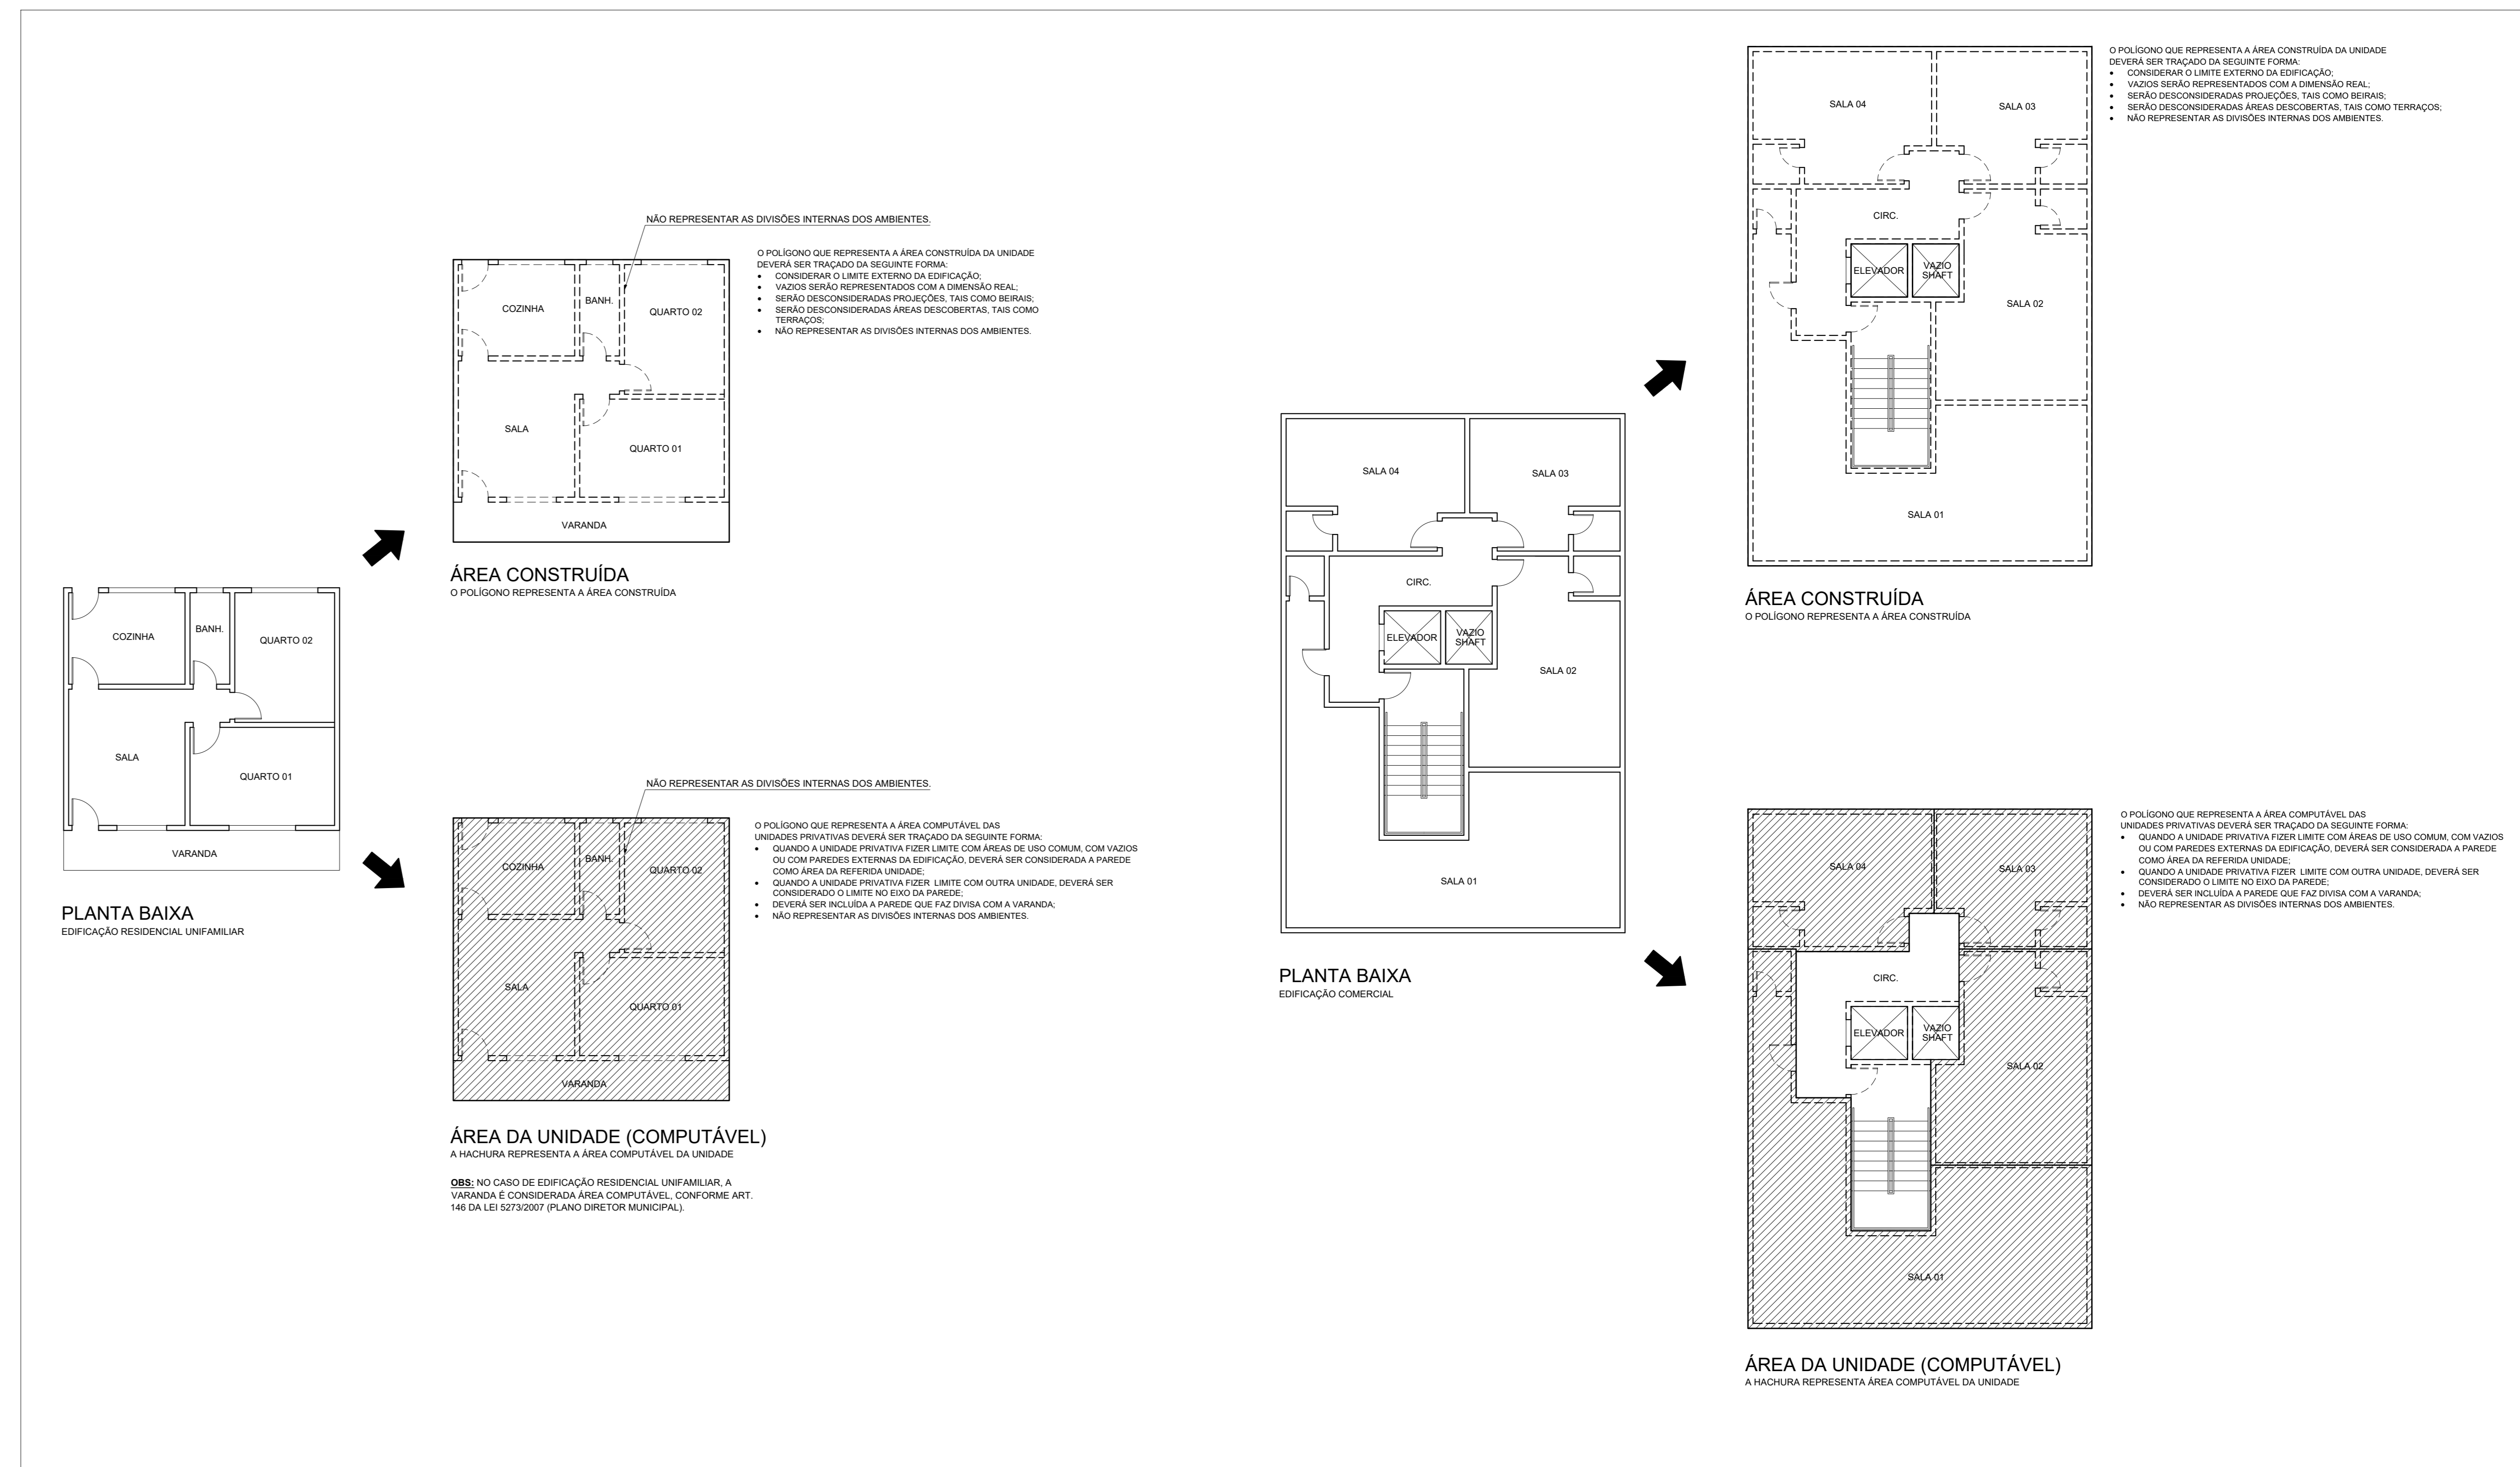 COZINHA
BANH.
QUARTO 02
SALA
QUARTO 01
VARANDA
PLANTA BAIXA
EDIFICAÇÃO RESIDENCIAL UNIFAMILIAR
NÃO REPRESENTAR AS DIVISÕES INTERNAS DOS AMBIENTES.
COZINHA
BANH.
QUARTO 02
SALA
QUARTO 01
VARANDA
O POLÍGONO QUE REPRESENTA A ÁREA CONSTRUÍDA DA UNIDADE
DEVERÁ SER TRAÇADO DA SEGUINTE FORMA:
• CONSIDERAR O LIMITE EXTERNO DA EDIFICAÇÃO;
• VAZIOS SERÃO REPRESENTADOS COM A DIMENSÃO REAL;
• SERÃO DESCONSIDERADAS PROJEÇÕES, TAIS COMO BEIRAIS;
• SERÃO DESCONSIDERADAS ÁREAS DESCOBERTAS, TAIS COMO
TERRAÇOS;
• NÃO REPRESENTAR AS DIVISÕES INTERNAS DOS AMBIENTES.
ÁREA CONSTRUÍDA
O POLÍGONO REPRESENTA A ÁREA CONSTRUÍDA
NÃO REPRESENTAR AS DIVISÕES INTERNAS DOS AMBIENTES.
COZINHA
BANH.
QUARTO 02
SALA
QUARTO 01
VARANDA
O POLÍGONO QUE REPRESENTA A ÁREA COMPUTÁVEL DAS
UNIDADES PRIVATIVAS DEVERÁ SER TRAÇADO DA SEGUINTE FORMA:
• QUANDO A UNIDADE PRIVATIVA FIZER LIMITE COM ÁREAS DE USO COMUM, COM VAZIOS
OU COM PAREDES EXTERNAS DA EDIFICAÇÃO, DEVERÁ SER CONSIDERADA A PAREDE
COMO ÁREA DA REFERIDA UNIDADE;
• QUANDO A UNIDADE PRIVATIVA FIZER LIMITE COM OUTRA UNIDADE, DEVERÁ SER
CONSIDERADO O LIMITE NO EIXO DA PAREDE;
• DEVERÁ SER INCLUÍDA A PAREDE QUE FAZ DIVISA COM A VARANDA;
• NÃO REPRESENTAR AS DIVISÕES INTERNAS DOS AMBIENTES.
ÁREA DA UNIDADE (COMPUTÁVEL)
A HACHURA REPRESENTA A ÁREA COMPUTÁVEL DA UNIDADE
OBS: NO CASO DE EDIFICAÇÃO RESIDENCIAL UNIFAMILIAR, A
VARANDA É CONSIDERADA ÁREA COMPUTÁVEL, CONFORME ART.
146 DA LEI 5273/2007 (PLANO DIRETOR MUNICIPAL).
SALA 04
SALA 03
CIRC.
ELEVADOR
VAZIO
SHAFT
SALA 02
SALA 01
PLANTA BAIXA
EDIFICAÇÃO COMERCIAL
SALA 04
SALA 03
CIRC.
ELEVADOR
VAZIO
SHAFT
SALA 02
SALA 01
O POLÍGONO QUE REPRESENTA A ÁREA CONSTRUÍDA DA UNIDADE
DEVERÁ SER TRAÇADO DA SEGUINTE FORMA:
• CONSIDERAR O LIMITE EXTERNO DA EDIFICAÇÃO;
• VAZIOS SERÃO REPRESENTADOS COM A DIMENSÃO REAL;
• SERÃO DESCONSIDERADAS PROJEÇÕES, TAIS COMO BEIRAIS;
• SERÃO DESCONSIDERADAS ÁREAS DESCOBERTAS, TAIS COMO TERRAÇOS;
• NÃO REPRESENTAR AS DIVISÕES INTERNAS DOS AMBIENTES.
ÁREA CONSTRUÍDA
O POLÍGONO REPRESENTA A ÁREA CONSTRUÍDA
SALA 04
SALA 03
CIRC.
ELEVADOR
VAZIO
SHAFT
SALA 02
SALA 01
O POLÍGONO QUE REPRESENTA A ÁREA COMPUTÁVEL DAS
UNIDADES PRIVATIVAS DEVERÁ SER TRAÇADO DA SEGUINTE FORMA:
• QUANDO A UNIDADE PRIVATIVA FIZER LIMITE COM ÁREAS DE USO COMUM, COM VAZIOS
OU COM PAREDES EXTERNAS DA EDIFICAÇÃO, DEVERÁ SER CONSIDERADA A PAREDE
COMO ÁREA DA REFERIDA UNIDADE;
• QUANDO A UNIDADE PRIVATIVA FIZER LIMITE COM OUTRA UNIDADE, DEVERÁ SER
CONSIDERADO O LIMITE NO EIXO DA PAREDE;
• DEVERÁ SER INCLUÍDA A PAREDE QUE FAZ DIVISA COM A VARANDA;
• NÃO REPRESENTAR AS DIVISÕES INTERNAS DOS AMBIENTES.
ÁREA DA UNIDADE (COMPUTÁVEL)
A HACHURA REPRESENTA ÁREA COMPUTÁVEL DA UNIDADE